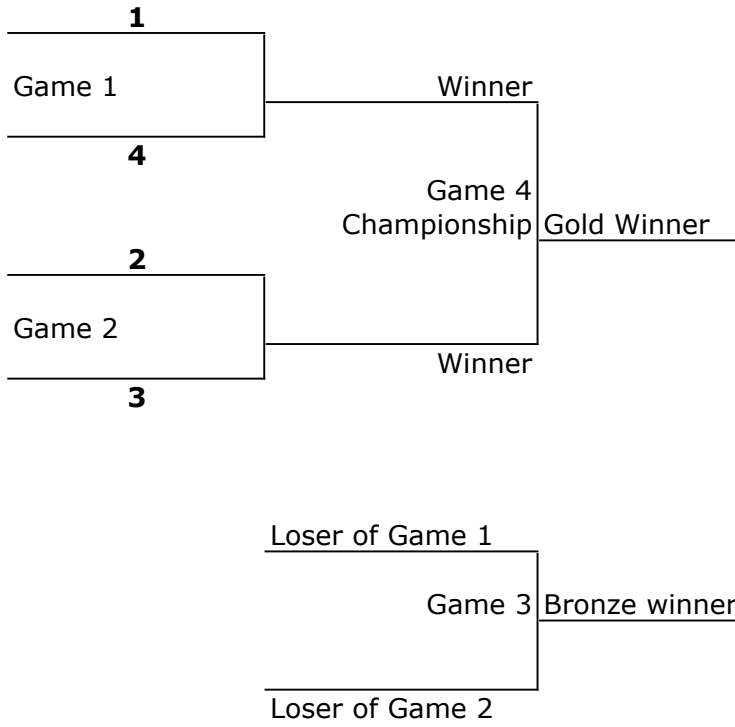 1
Game 1
Winner
4
Game 4
Championship
Gold Winner
2
Game 2
Winner
3
Loser of Game 1
Game 3
Bronze winner
Loser of Game 2